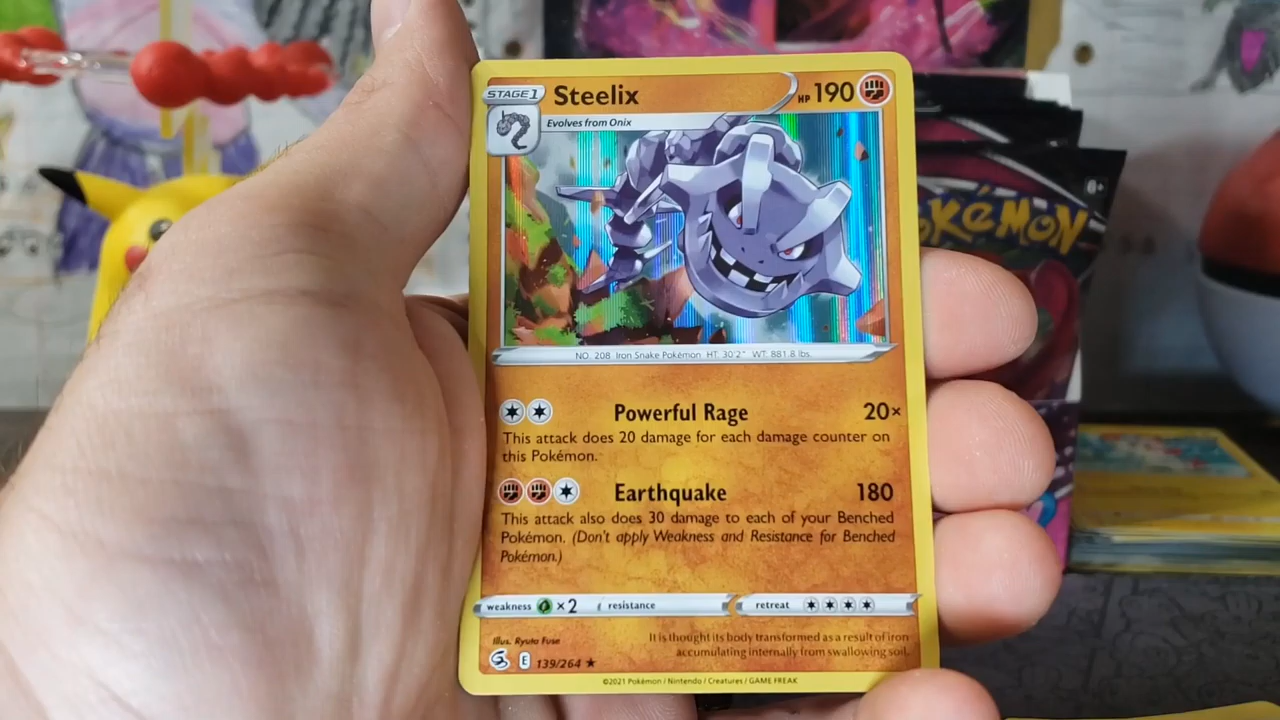 STAGE 1 Steelix HP 190
Evolves from Onix
POKÉMON
NO. 208 Iron Snake Pokémon HT: 30'2" WT: 881.8 lbs.
Powerful Rage 20×
This attack does 20 damage for each damage counter on
this Pokémon.
Earthquake 180
This attack also does 30 damage to each of your Benched
Pokémon. (Don't apply Weakness and Resistance for Benched
Pokémon.)
weakness ×2 resistance retreat
Illus. Ryuta Fuse
It is thought its body transformed as a result of iron
accumulating internally from swallowing soil.
E 139/264 ★
©2021 Pokémon / Nintendo / Creatures / GAME FREAK